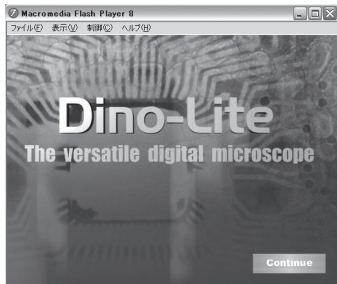 Macromedia Flash Player 8
ファイル(F) 表示(V) 制御(C) ヘルプ(H)
Dino-Lite
The versatile digital microscope
Continue